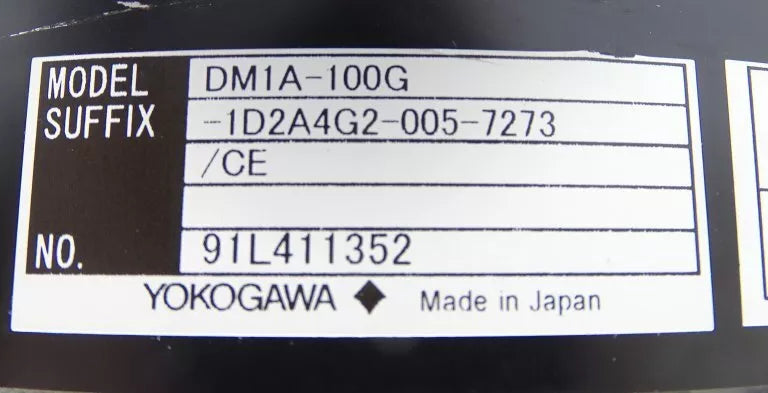 MODEL DM1A-100G
SUFFIX -1D2A4G2-005-7273
/CE
NO. 91L411352
YOKOGAWA ◆ Made in Japan